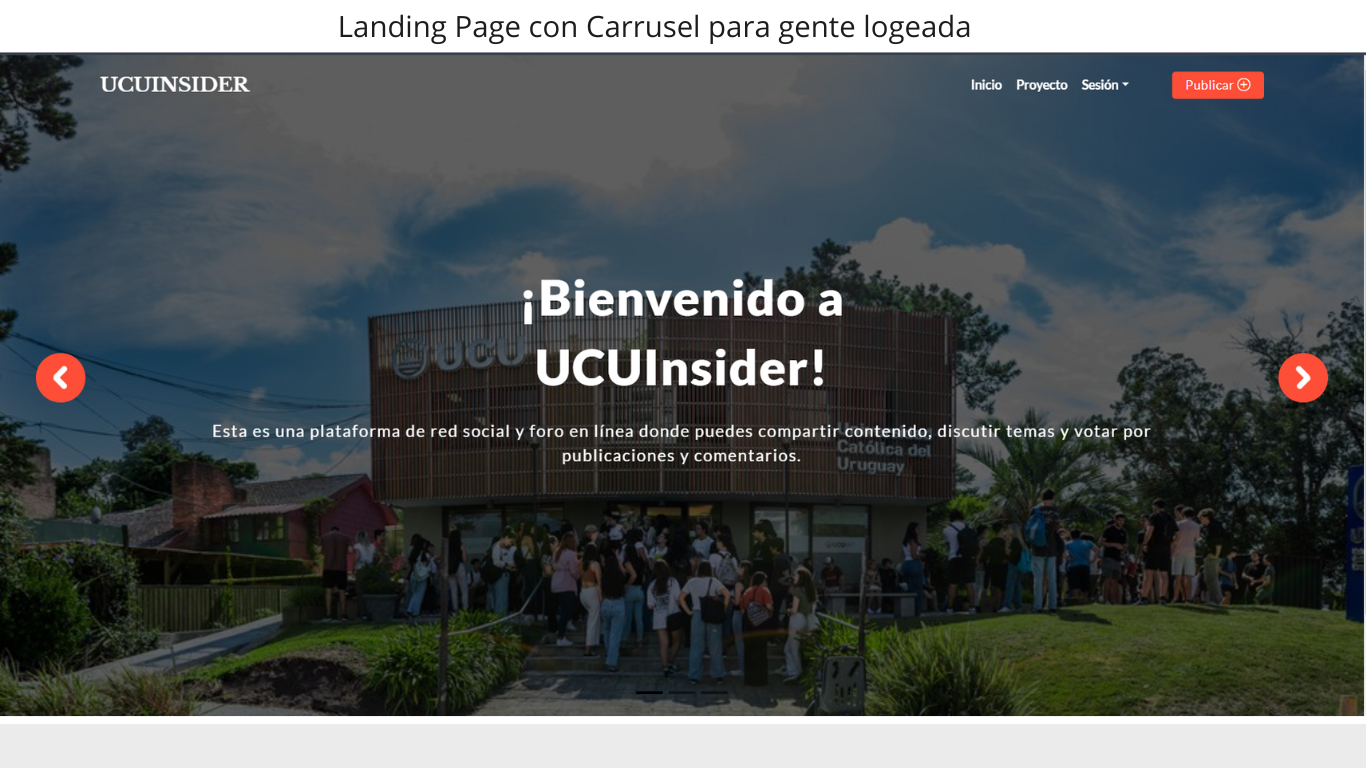 Landing Page con Carrusel para gente logeada
UCUINSIDER
Inicio Proyecto Sesión Publicar
¡Bienvenido a
UCUInsider!
UCU
Esta es una plataforma de red social y foro en línea donde puedes compartir contenido, discutir temas y votar por
publicaciones y comentarios.
Católica del
Uruguay